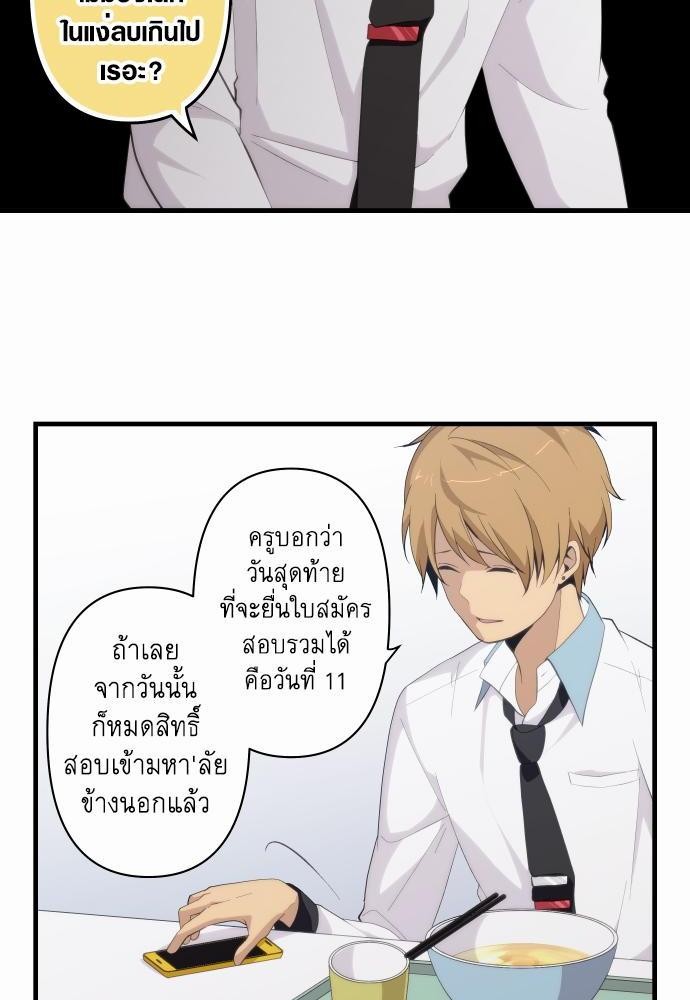 ในแง่ลบเกินไป
เรอะ?
ครูบอกว่า
วันสุดท้าย
ที่จะยื่นใบสมัคร
สอบรวมได้
คือวันที่ 11
ถ้าเลย
จากวันนั้น
ก็หมดสิทธิ์
สอบเข้ามหา'ลัย
ข้างนอกแล้ว